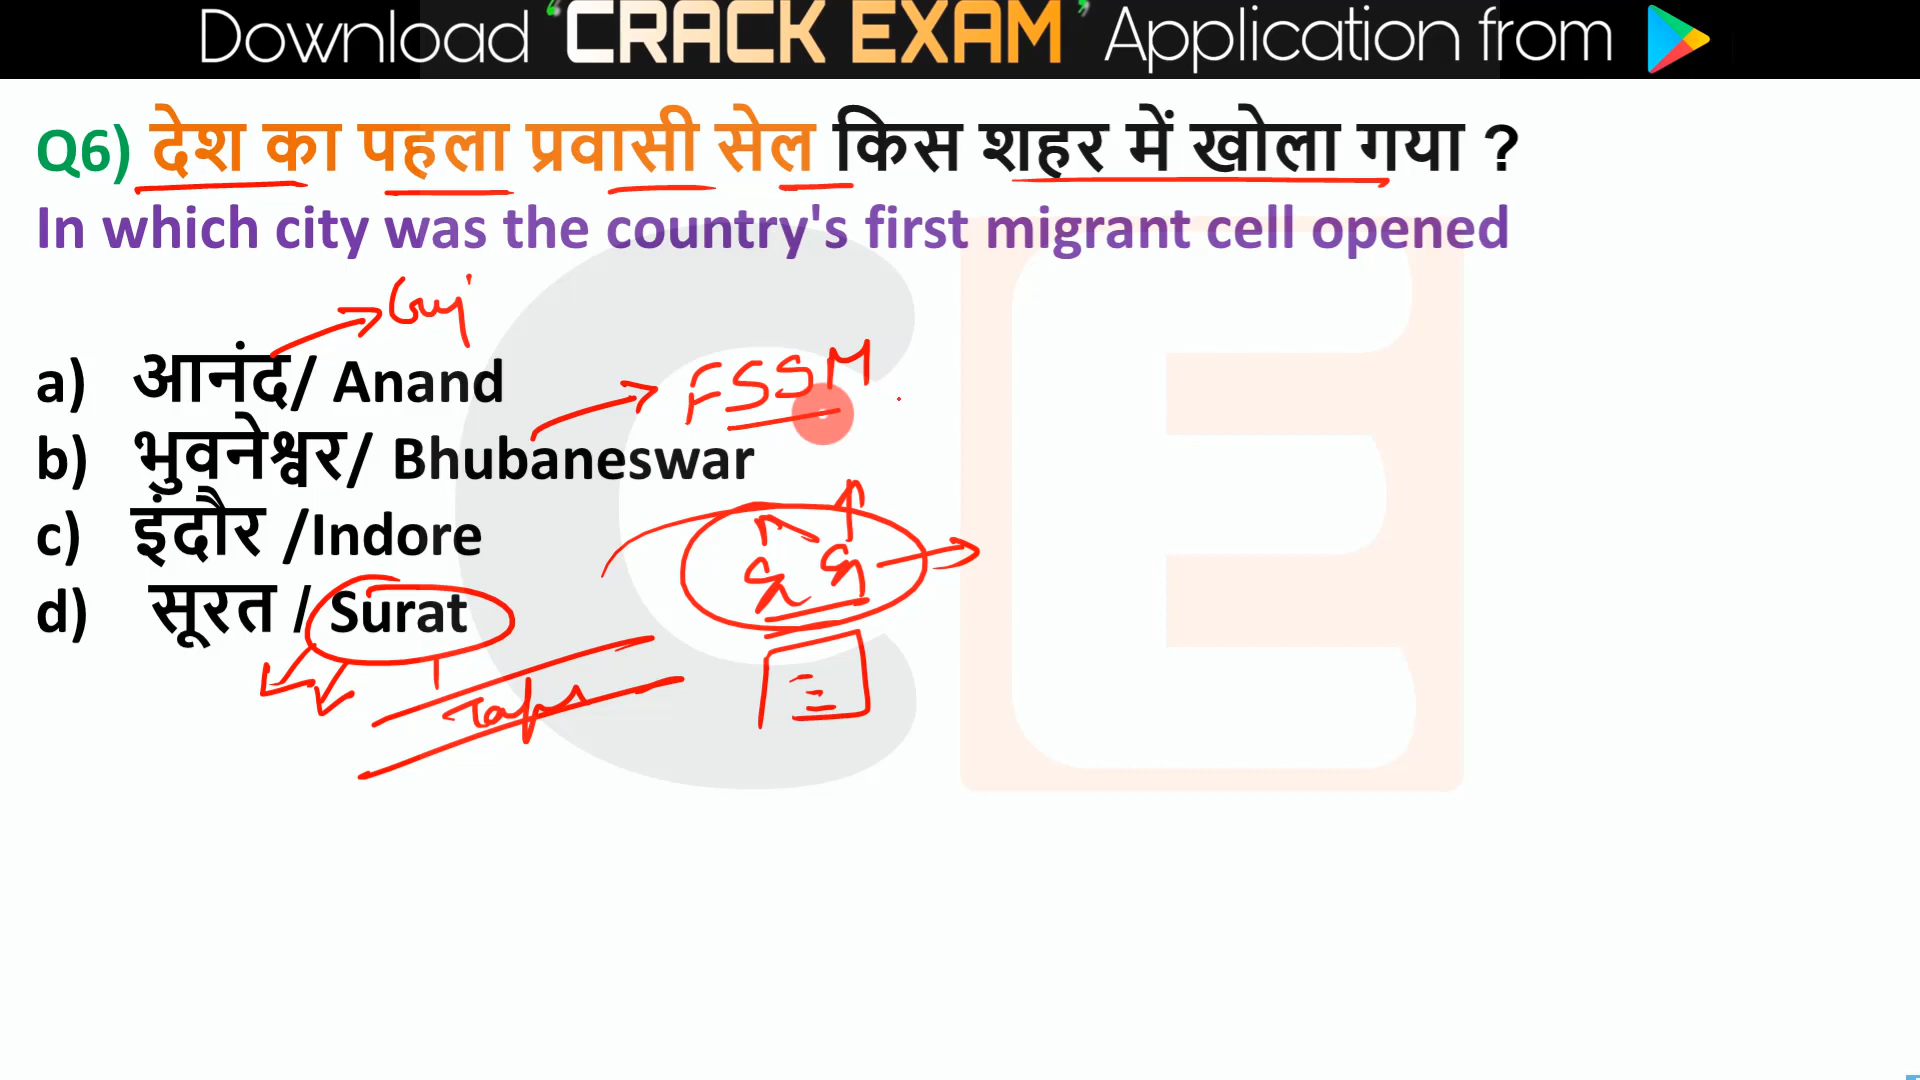 Download ‘CRACK EXAM’ Application from
Q6) देश का पहला प्रवासी सेल किस शहर में खोला गया ?
In which city was the country's first migrant cell opened
Guj
a) आनंद/ Anand
FSSM
b) भुवनेश्वर/ Bhubaneswar
c) इंदौर /Indore
d) सूरत / Surat